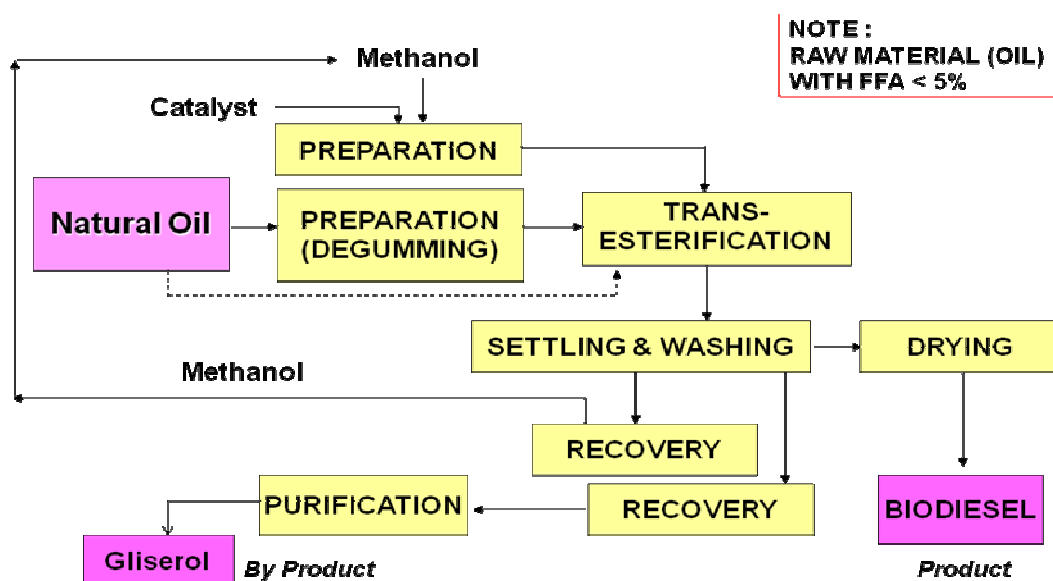 NOTE :
RAW MATERIAL (OIL)
WITH FFA < 5%
Methanol
Catalyst
PREPARATION
Natural Oil
PREPARATION
(DEGUMMING)
TRANS-
ESTERIFICATION
SETTLING & WASHING
DRYING
Methanol
RECOVERY
PURIFICATION
RECOVERY
BIODIESEL
Gliserol
By Product
Product